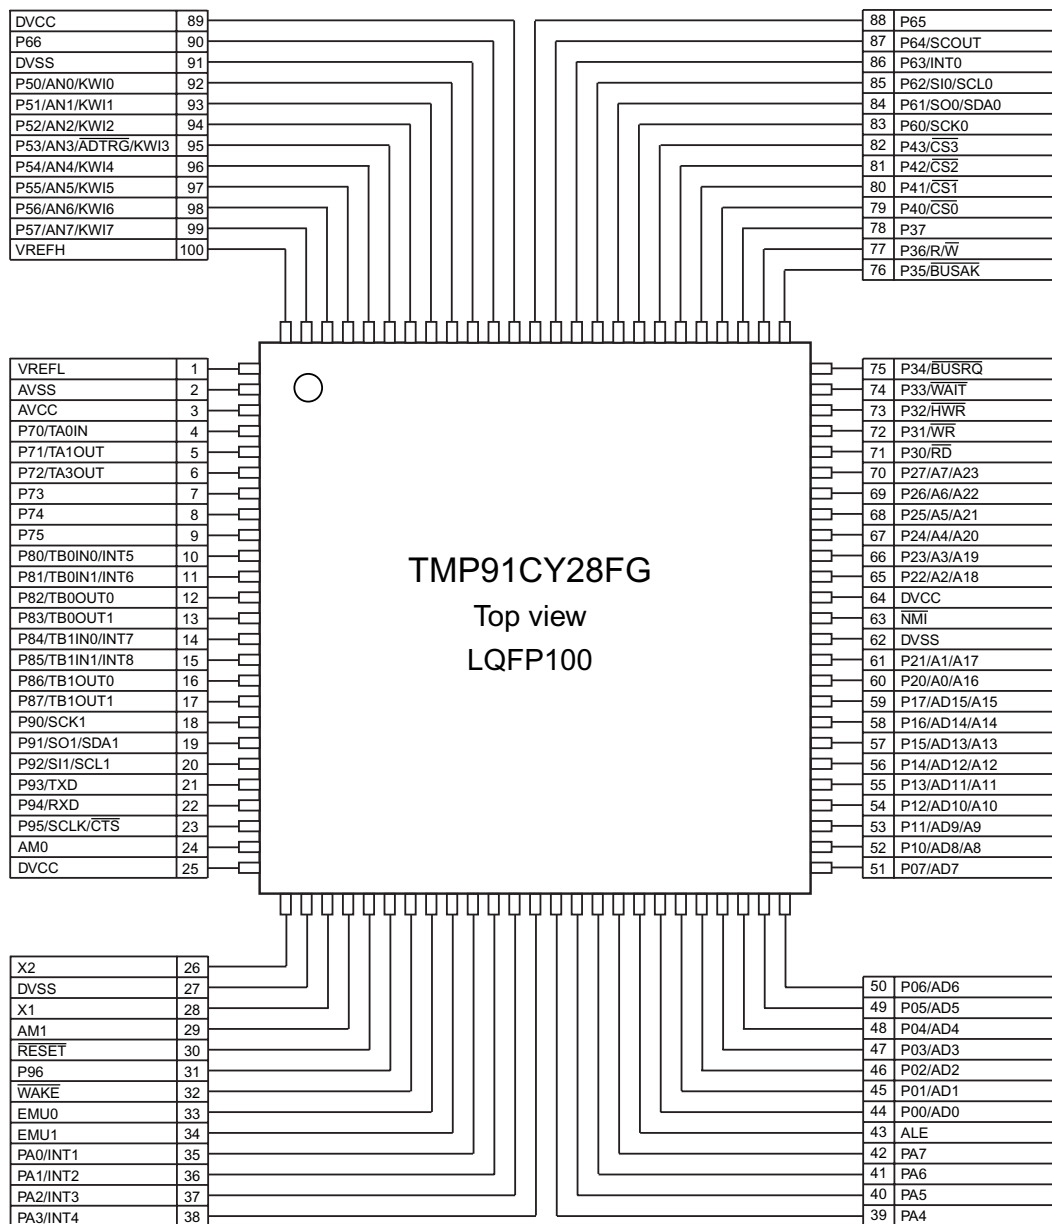 DVCC 89
P66 90
DVSS 91
P50/AN0/KWI0 92
P51/AN1/KWI1 93
P52/AN2/KWI2 94
P53/AN3/A̅D̅T̅R̅G̅/KWI3 95
P54/AN4/KWI4 96
P55/AN5/KWI5 97
P56/AN6/KWI6 98
P57/AN7/KWI7 99
VREFH 100
88 P65
87 P64/SCOUT
86 P63/INT0
85 P62/SI0/SCL0
84 P61/SO0/SDA0
83 P60/SCK0
82 P43/C̅S̅3̅
81 P42/C̅S̅2̅
80 P41/C̅S̅1̅
79 P40/C̅S̅0̅
78 P37
77 P36/R/W̅
76 P35/B̅U̅S̅A̅K̅
VREFL 1
AVSS 2
AVCC 3
P70/TA0IN 4
P71/TA1OUT 5
P72/TA3OUT 6
P73 7
P74 8
P75 9
P80/TB0IN0/INT5 10
P81/TB0IN1/INT6 11
P82/TB0OUT0 12
P83/TB0OUT1 13
P84/TB1IN0/INT7 14
P85/TB1IN1/INT8 15
P86/TB1OUT0 16
P87/TB1OUT1 17
P90/SCK1 18
P91/SO1/SDA1 19
P92/SI1/SCL1 20
P93/TXD 21
P94/RXD 22
P95/SCLK/C̅T̅S̅ 23
AM0 24
DVCC 25
TMP91CY28FG
Top view
LQFP100
75 P34/B̅U̅S̅R̅Q̅
74 P33/W̅A̅I̅T̅
73 P32/H̅W̅R̅
72 P31/W̅R̅
71 P30/R̅D̅
70 P27/A7/A23
69 P26/A6/A22
68 P25/A5/A21
67 P24/A4/A20
66 P23/A3/A19
65 P22/A2/A18
64 DVCC
63 N̅M̅I̅
62 DVSS
61 P21/A1/A17
60 P20/A0/A16
59 P17/AD15/A15
58 P16/AD14/A14
57 P15/AD13/A13
56 P14/AD12/A12
55 P13/AD11/A11
54 P12/AD10/A10
53 P11/AD9/A9
52 P10/AD8/A8
51 P07/AD7
X2 26
DVSS 27
X1 28
AM1 29
R̅E̅S̅E̅T̅ 30
P96 31
W̅A̅K̅E̅ 32
EMU0 33
EMU1 34
PA0/INT1 35
PA1/INT2 36
PA2/INT3 37
PA3/INT4 38
50 P06/AD6
49 P05/AD5
48 P04/AD4
47 P03/AD3
46 P02/AD2
45 P01/AD1
44 P00/AD0
43 ALE
42 PA7
41 PA6
40 PA5
39 PA4